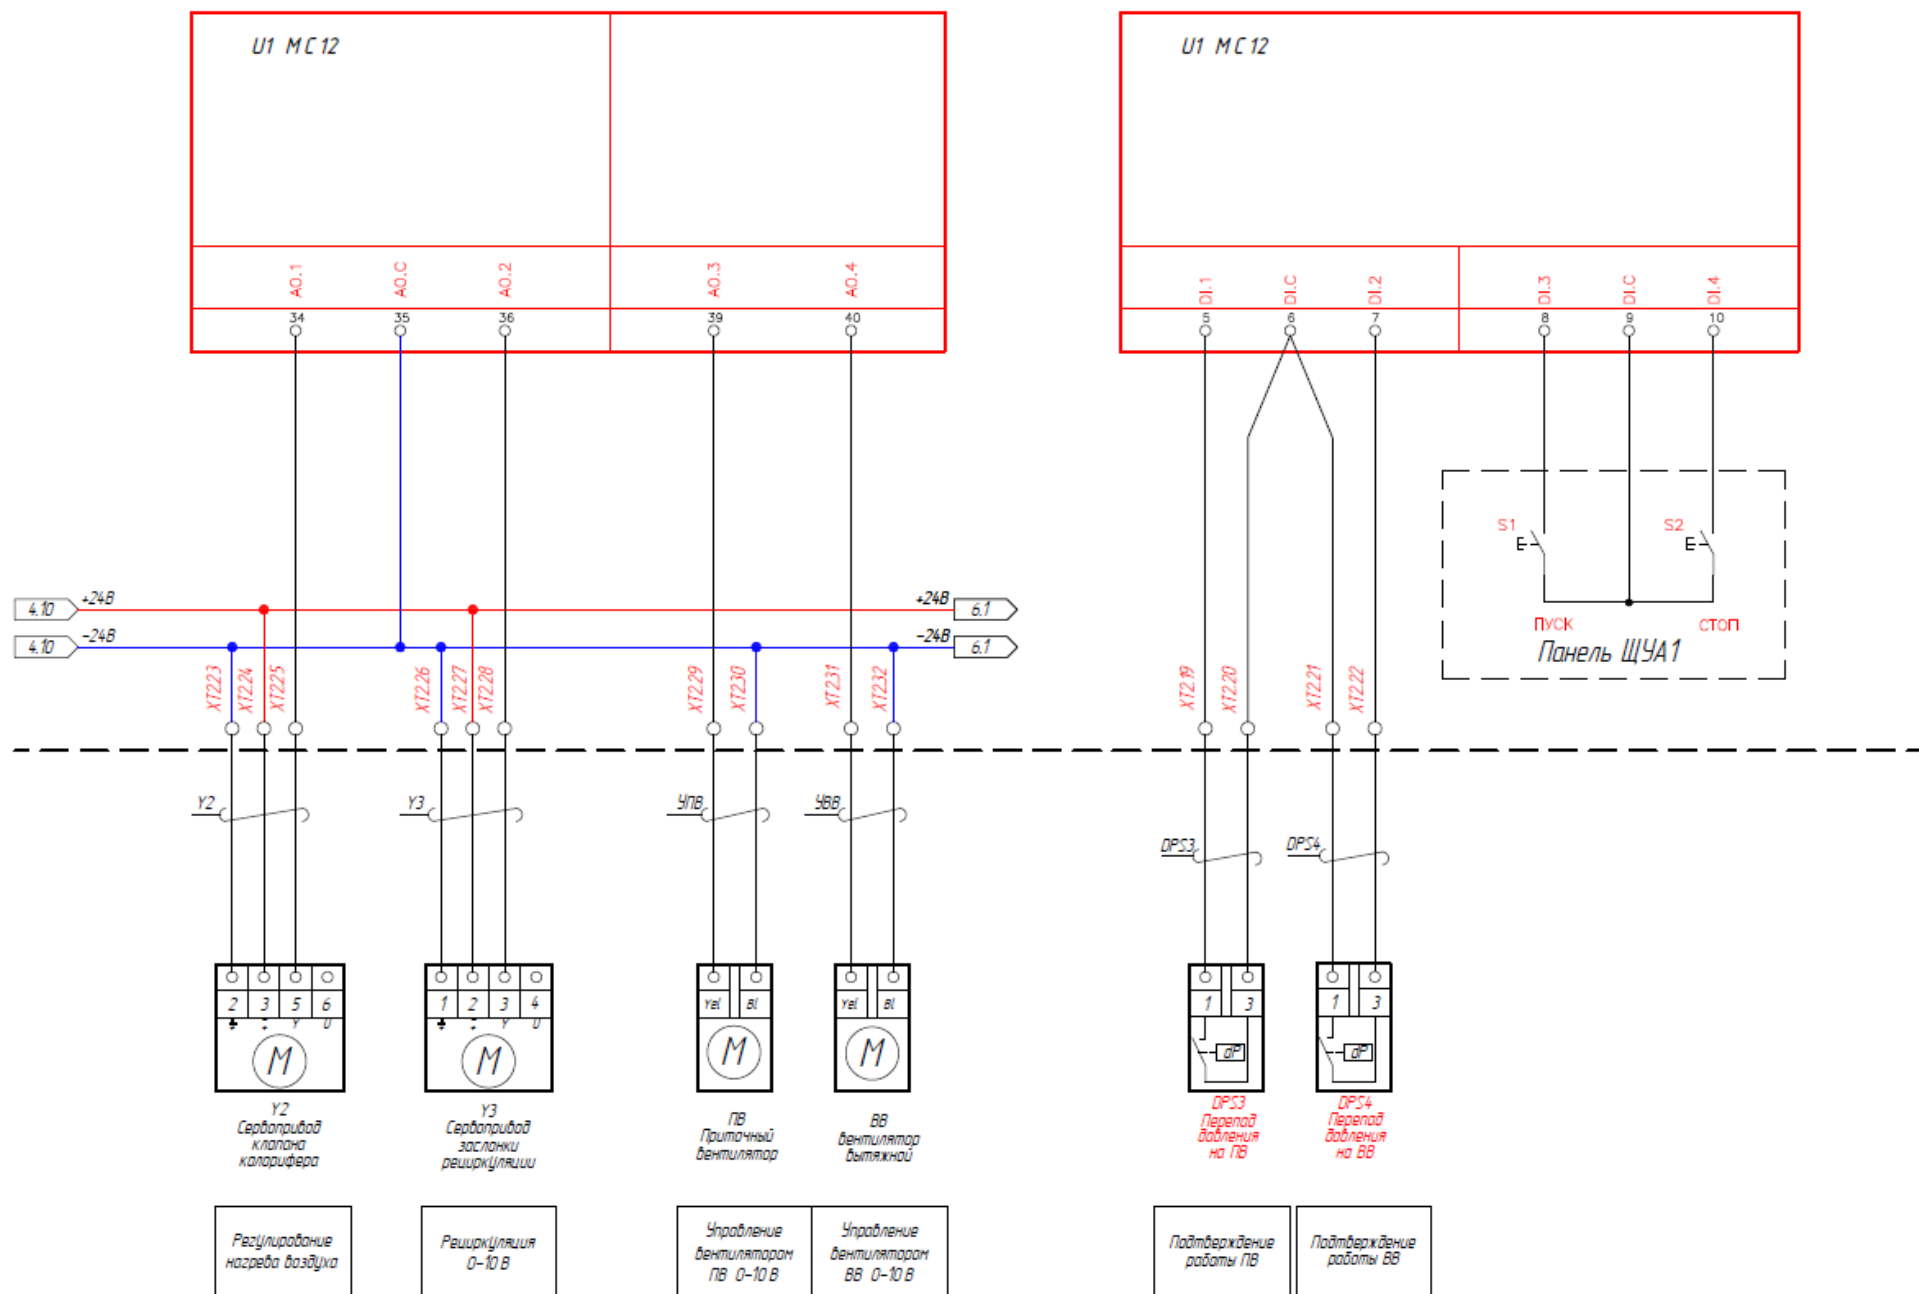 U1 MC12
U1 MC12
AO.1
AO.C
AO.2
AO.3
AO.4
DI.1
DI.C
DI.2
DI.3
DI.C
DI.4
34
35
36
39
40
5
6
7
8
9
10
S1
S2
ПУСК
СТОП
Панель ЩУА1
4.10
+24В
+24В
6.1
4.10
-24В
-24В
6.1
XT2.23
XT2.24
XT2.25
XT2.26
XT2.27
XT2.28
XT2.29
XT2.30
XT2.31
XT2.32
XT2.19
XT2.20
XT2.21
XT2.22
Y2
Y3
УПВ
УВВ
DPS3
DPS4
2
3
5
6
Y
U
M
1
2
3
4
Y
U
M
Yel
Bl
M
Yel
Bl
M
1
3
dP
1
3
dP
Y2
Сервопривод
клапана
калорифера
Y3
Сервопривод
заслонки
рециркуляции
ПВ
Приточный
вентилятор
ВВ
вентилятор
вытяжной
DPS3
Перепад
давления
на ПВ
DPS4
Перепад
давления
на ВВ
Регулирование
нагрева воздуха
Рециркуляция
0-10 В
Управление
вентилятором
ПВ 0-10 В
Управление
вентилятором
ВВ 0-10 В
Подтверждение
работы ПВ
Подтверждение
работы ВВ